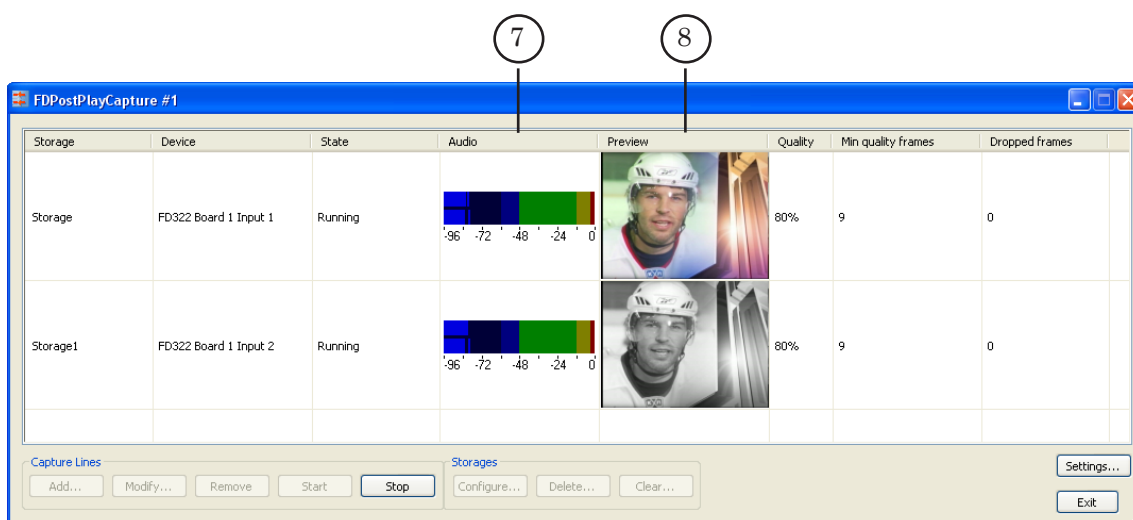 7 8
FDPostPlayCapture #1
Storage Device State Audio Preview Quality Min quality frames Dropped frames
Storage FD322 Board 1 Input 1 Running 80% 9 0
-96 -72 -48 -24 0
Storage1 FD322 Board 1 Input 2 Running 80% 9 0
-96 -72 -48 -24 0
Capture Lines Storages
Settings...
Add... Modify... Remove Start Stop Configure... Delete... Clear...
Exit